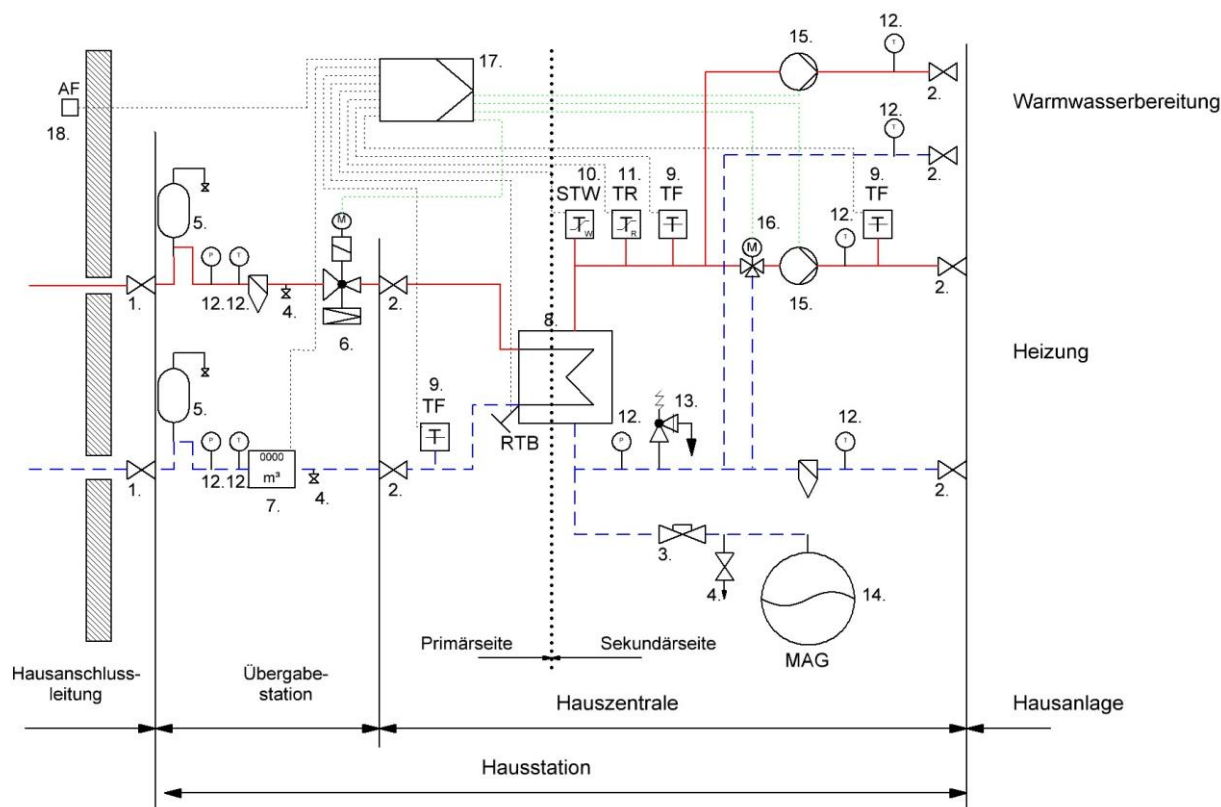 12.
15.
17.
AF
2.
18.
Warmwasserbereitung
12.
2.
10.
11.
9.
9.
STW
TR
TF
TF
5.
W
R
16.
12.
M
M
P
T
T
T
T
1.
12.
12.
4.
2.
15.
2.
6.
8.
Heizung
5.
9.
TF
12.
13.
12.
RTB
P
T
P
T
0000
m³
1.
12.
12.
7.
4.
2.
2.
3.
4.
14.
MAG
Primärseite
Sekundärseite
Hausanschluss-
leitung
Übergabe-
station
Hauszentrale
Hausanlage
Hausstation